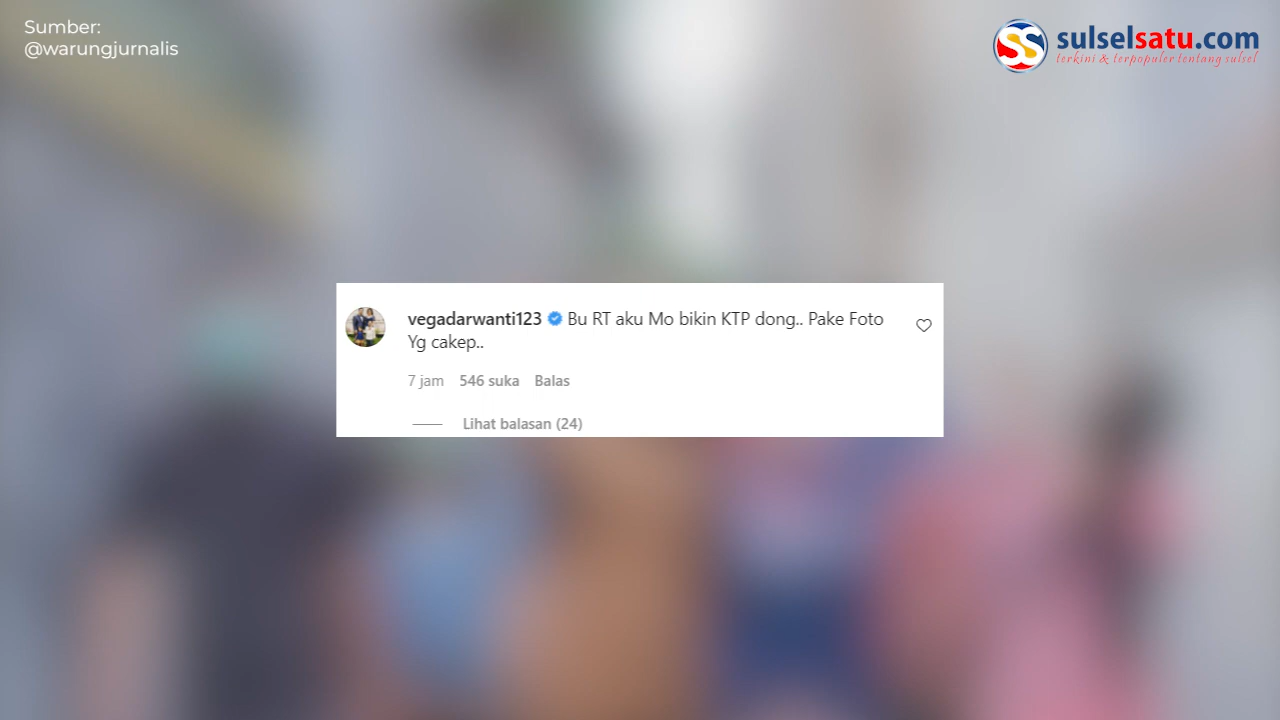 Sumber:
@warungjurnalis
sulselsatu.com
terkini & terpopuler tentang sulsel
vegadarwanti123 Bu RT aku Mo bikin KTP dong.. Pake Foto
Yg cakep..
7 jam 546 suka Balas
Lihat balasan (24)